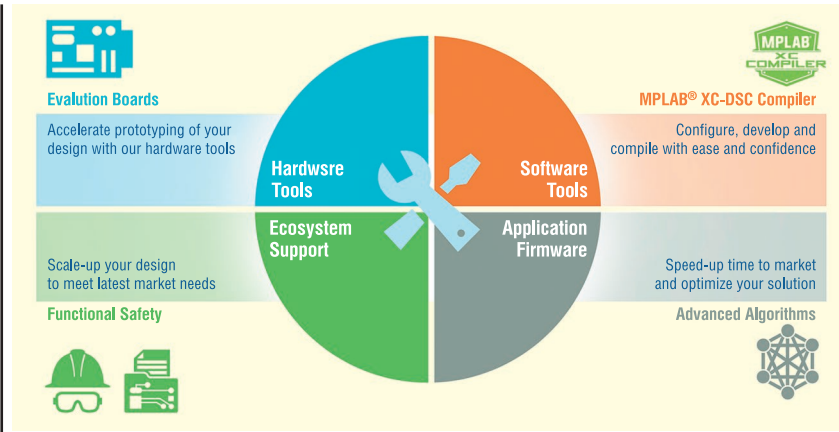 MPLAB
XC
COMPILER
Evalution Boards
Accelerate prototyping of your
design with our hardware tools
MPLAB® XC-DSC Compiler
Configure, develop and
compile with ease and confidence
Hardwsre
Tools
Software
Tools
Ecosystem
Support
Application
Firmware
Scale-up your design
to meet latest market needs
Functional Safety
Speed-up time to market
and optimize your solution
Advanced Algorithms